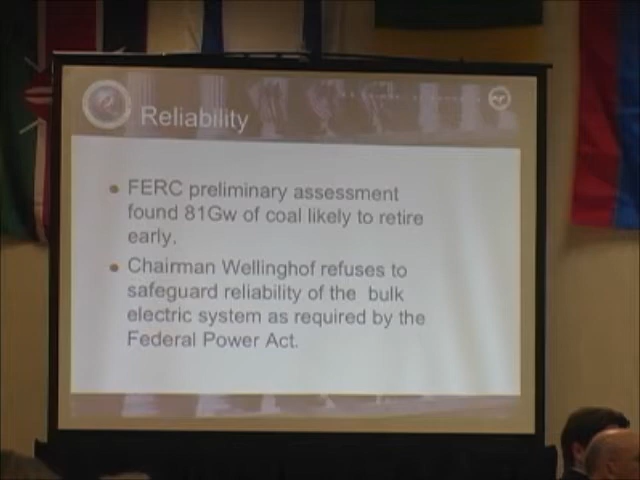 Reliability
• FERC preliminary assessment
found 81Gw of coal likely to retire
early.
• Chairman Wellinghof refuses to
safeguard reliability of the bulk
electric system as required by the
Federal Power Act.